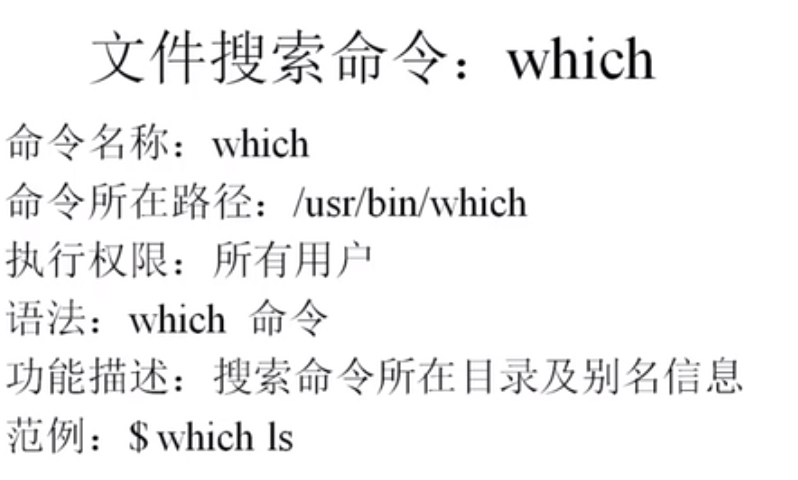 文件搜索命令：which
命令名称：which
命令所在路径：/usr/bin/which
执行权限：所有用户
语法：which 命令
功能描述：搜索命令所在目录及别名信息
范例：$ which ls